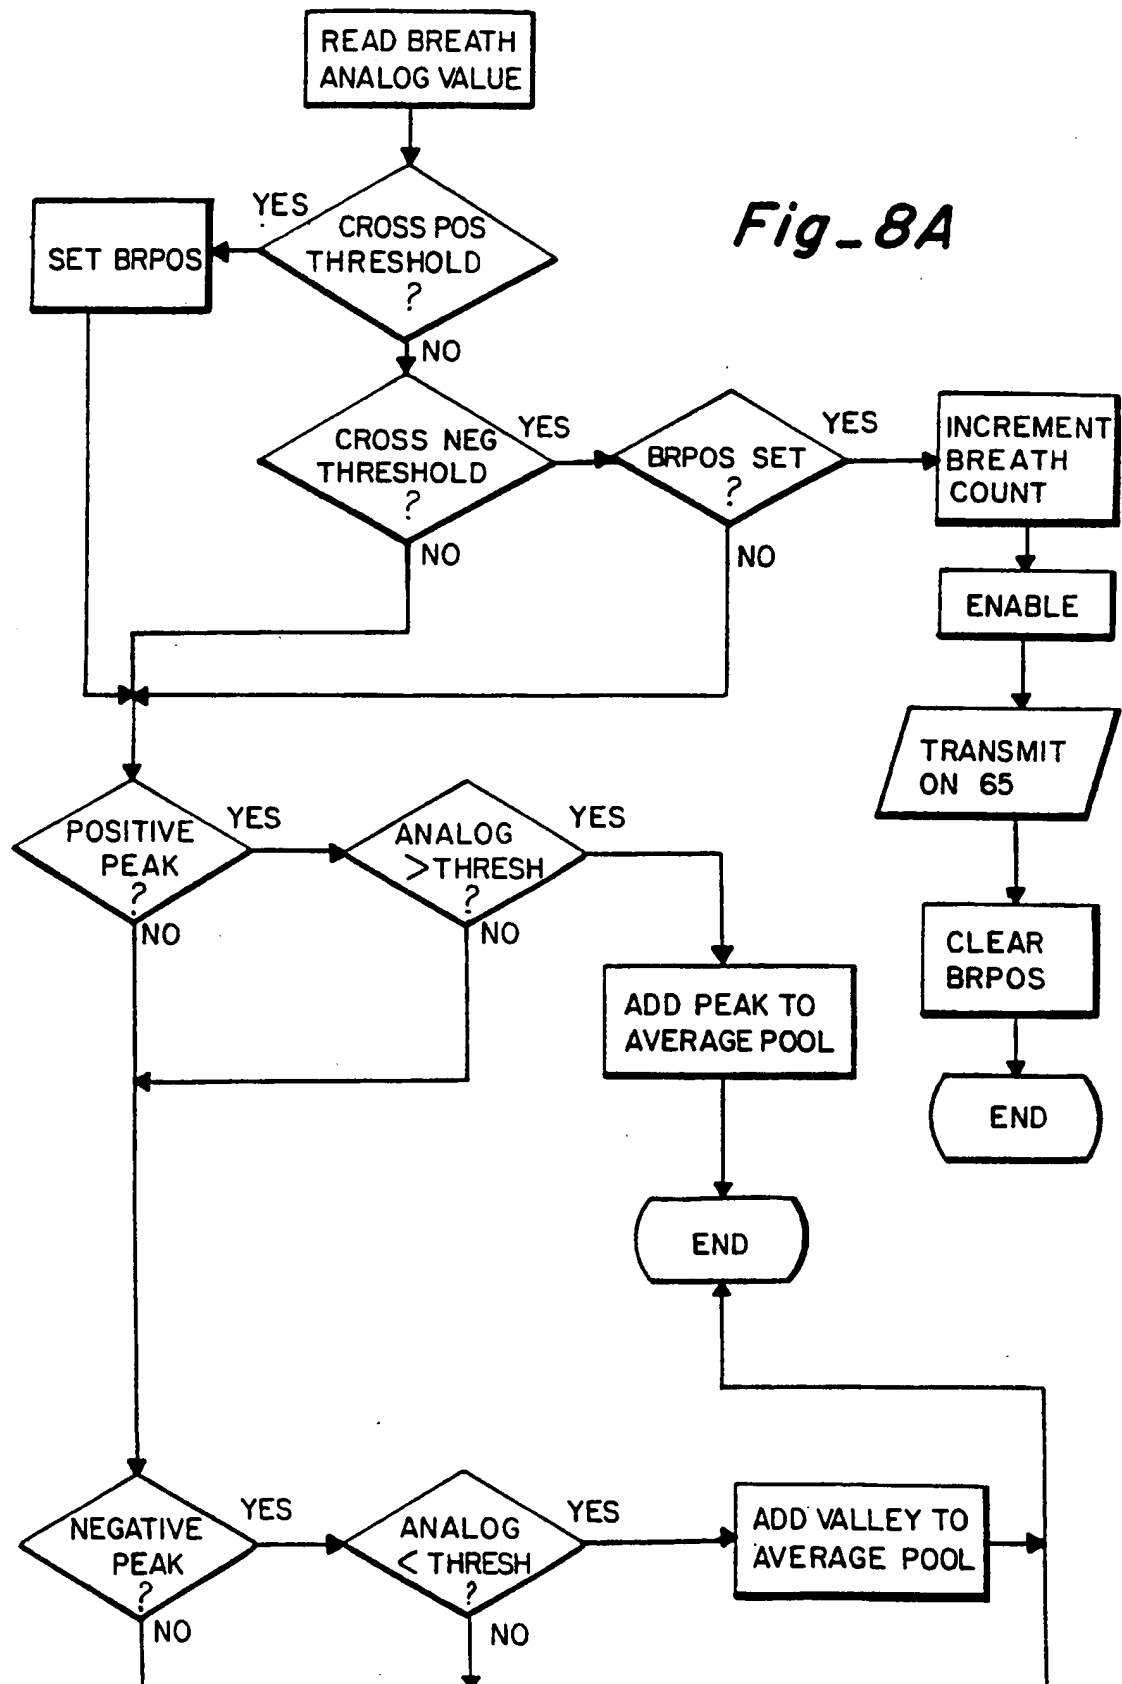 READ BREATH
ANALOG VALUE
Fig_8A
YES
CROSS POS
THRESHOLD
?
SET BRPOS
NO
CROSS NEG
THRESHOLD
?
YES
BRPOS SET
?
YES
INCREMENT
BREATH
COUNT
NO
NO
ENABLE
TRANSMIT
ON 65
POSITIVE
PEAK
?
YES
ANALOG
>THRESH
?
YES
NO
NO
CLEAR
BRPOS
ADD PEAK TO
AVERAGE POOL
END
END
NEGATIVE
PEAK
?
YES
ANALOG
< THRESH
?
YES
ADD VALLEY TO
AVERAGE POOL
NO
NO